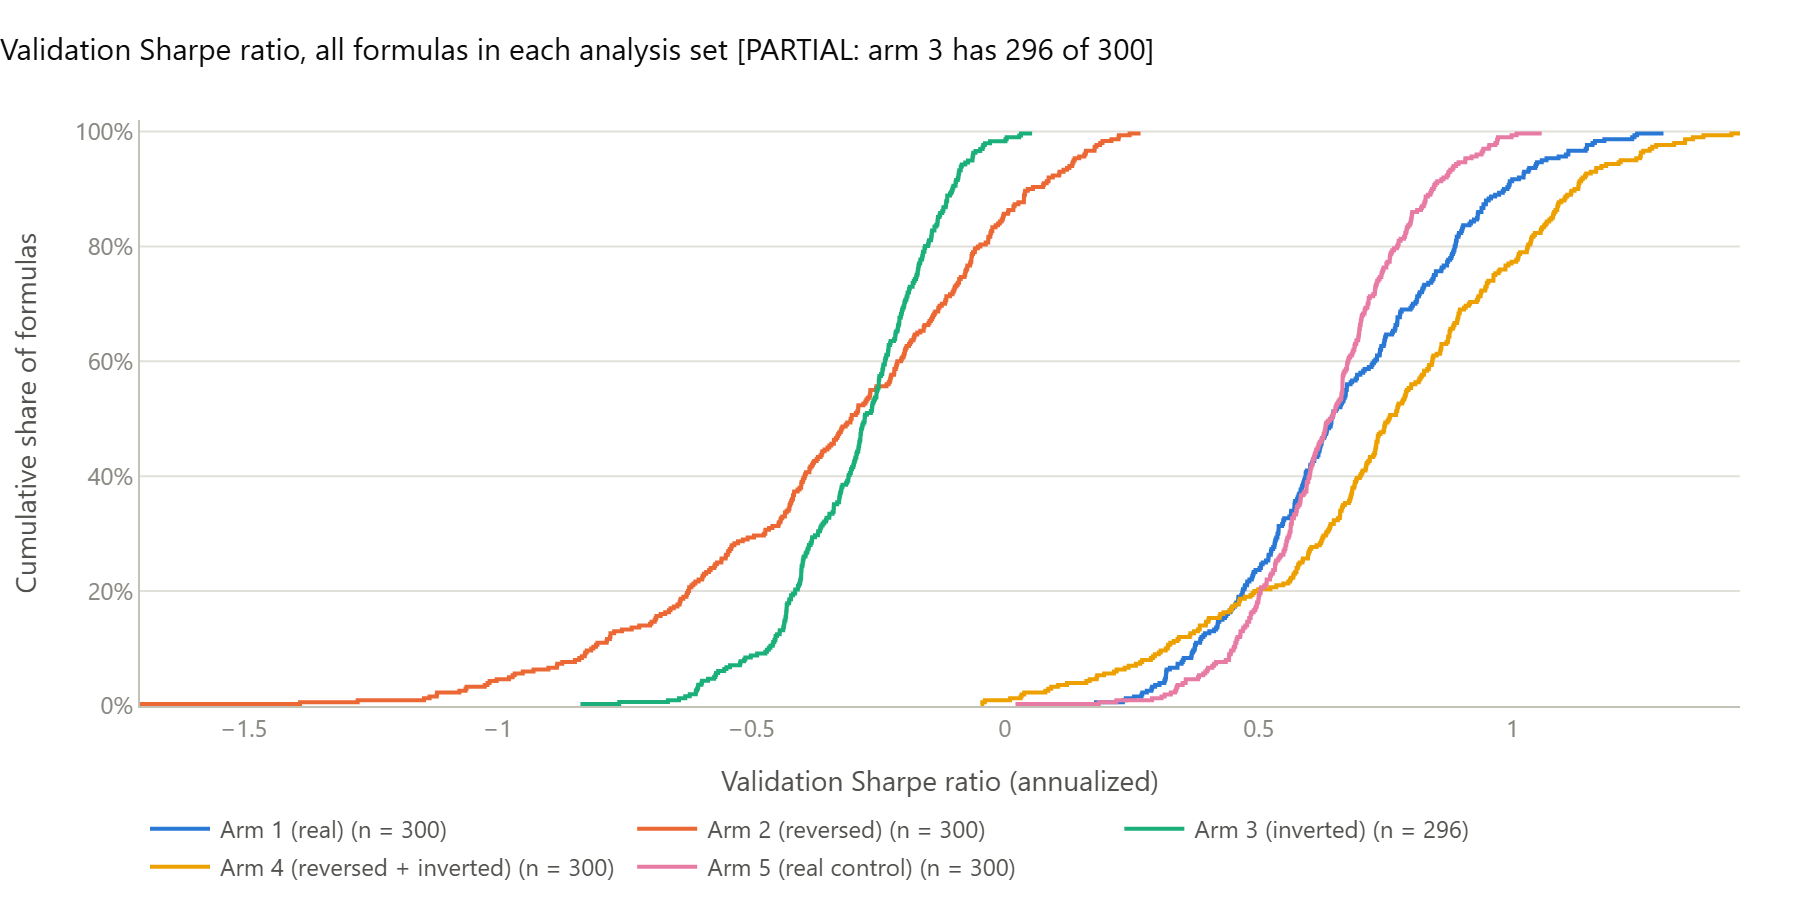 Validation Sharpe ratio, all formulas in each analysis set [PARTIAL: arm 3 has 296 of 300]
Cumulative share of formulas
100%
80%
60%
40%
20%
0%
−1.5
−1
−0.5
0
0.5
1
Validation Sharpe ratio (annualized)
Arm 1 (real) (n = 300)
Arm 2 (reversed) (n = 300)
Arm 3 (inverted) (n = 296)
Arm 4 (reversed + inverted) (n = 300)
Arm 5 (real control) (n = 300)